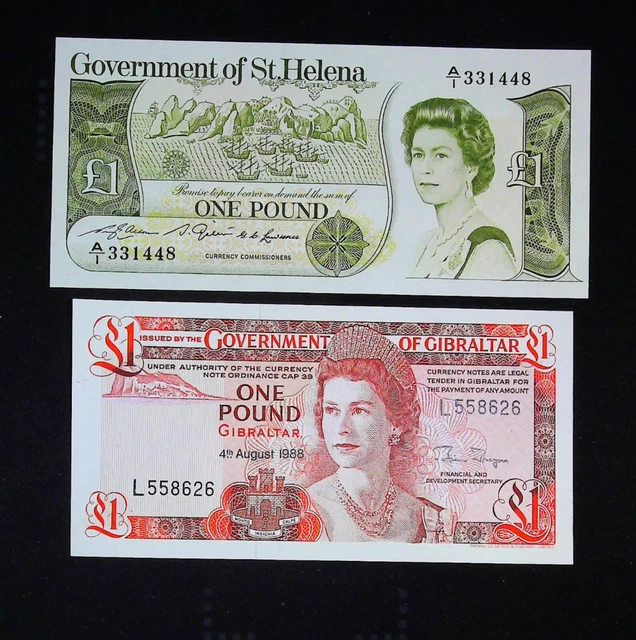 Government of St. Helena
A/1 331448
£1
£1
Promise to pay bearer on demand the sum of
ONE POUND
A/1 331448
CURRENCY COMMISSIONERS
£1 ISSUED BY THE GOVERNMENT OF GIBRALTAR £1
UNDER AUTHORITY OF THE CURRENCY
NOTE ORDINANCE CAP 39
CURRENCY NOTES ARE LEGAL
TENDER IN GIBRALTAR FOR
THE PAYMENT OF ANY AMOUNT
ONE
POUND
GIBRALTAR
L558626
4th August 1988
L558626
FINANCIAL AND
DEVELOPMENT SECRETARY
£1
£1
INSIGNIA
CALPE